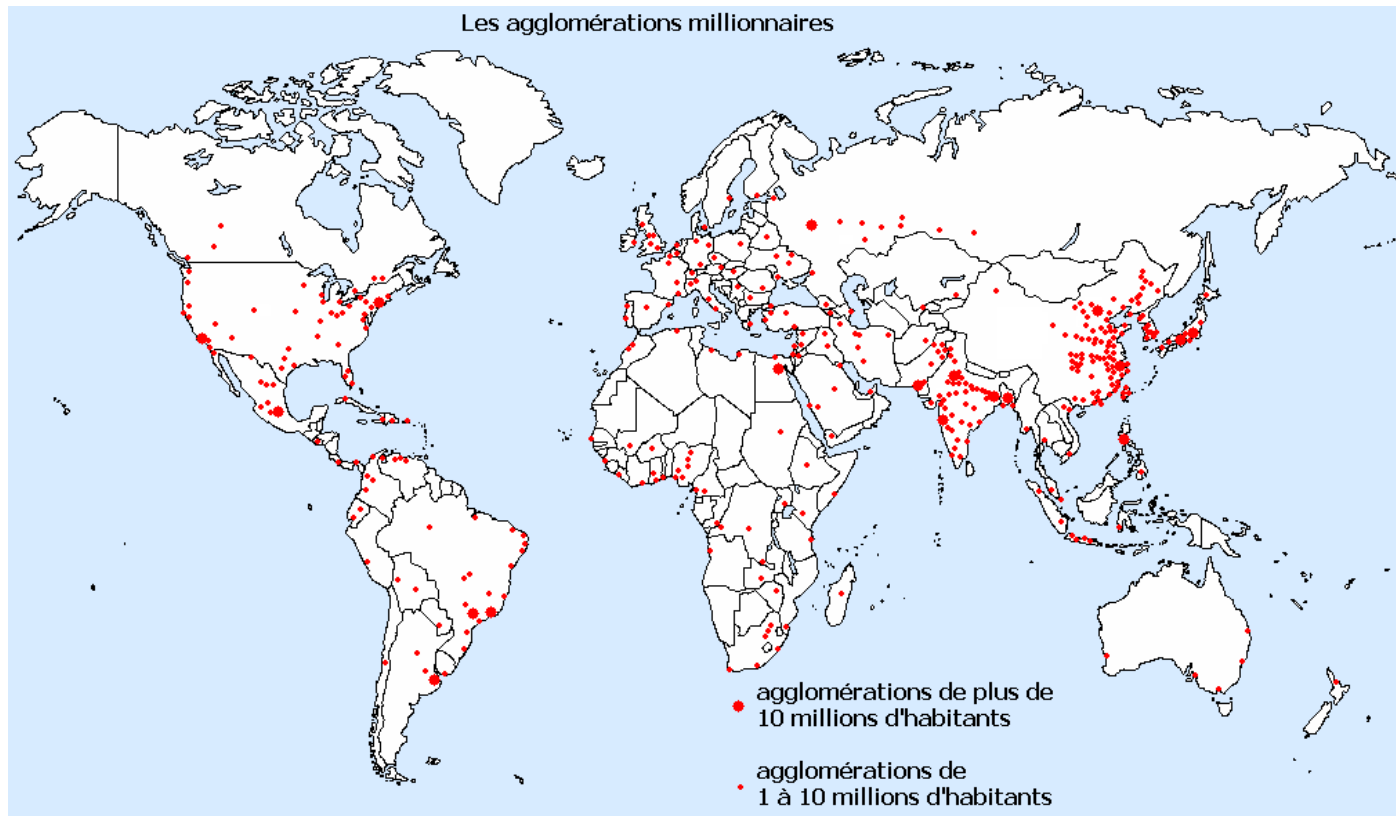 Les agglomérations millionnaires
agglomérations de plus de
10 millions d'habitants
agglomérations de
1 à 10 millions d'habitants